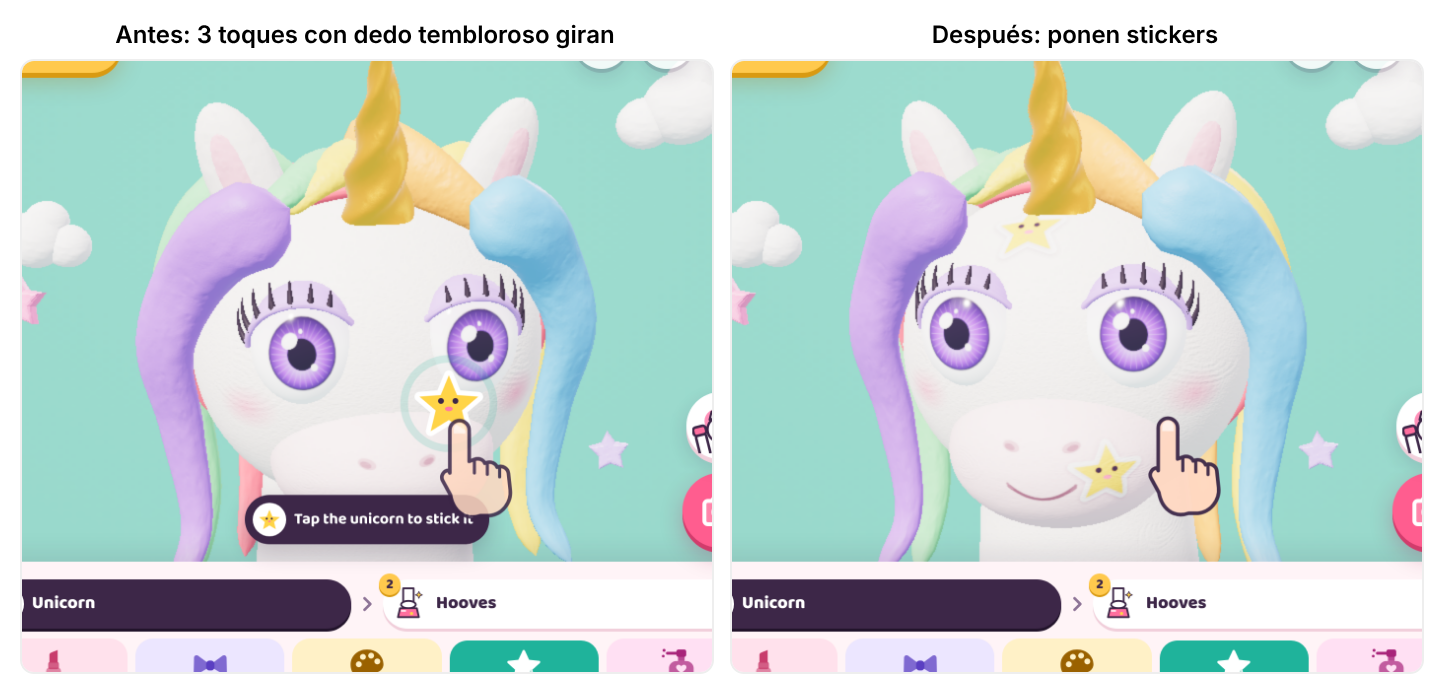 Antes: 3 toques con dedo tembloroso giran
Después: ponen stickers
Tap the unicorn to stick it
Unicorn
2
Hooves
Unicorn
2
Hooves